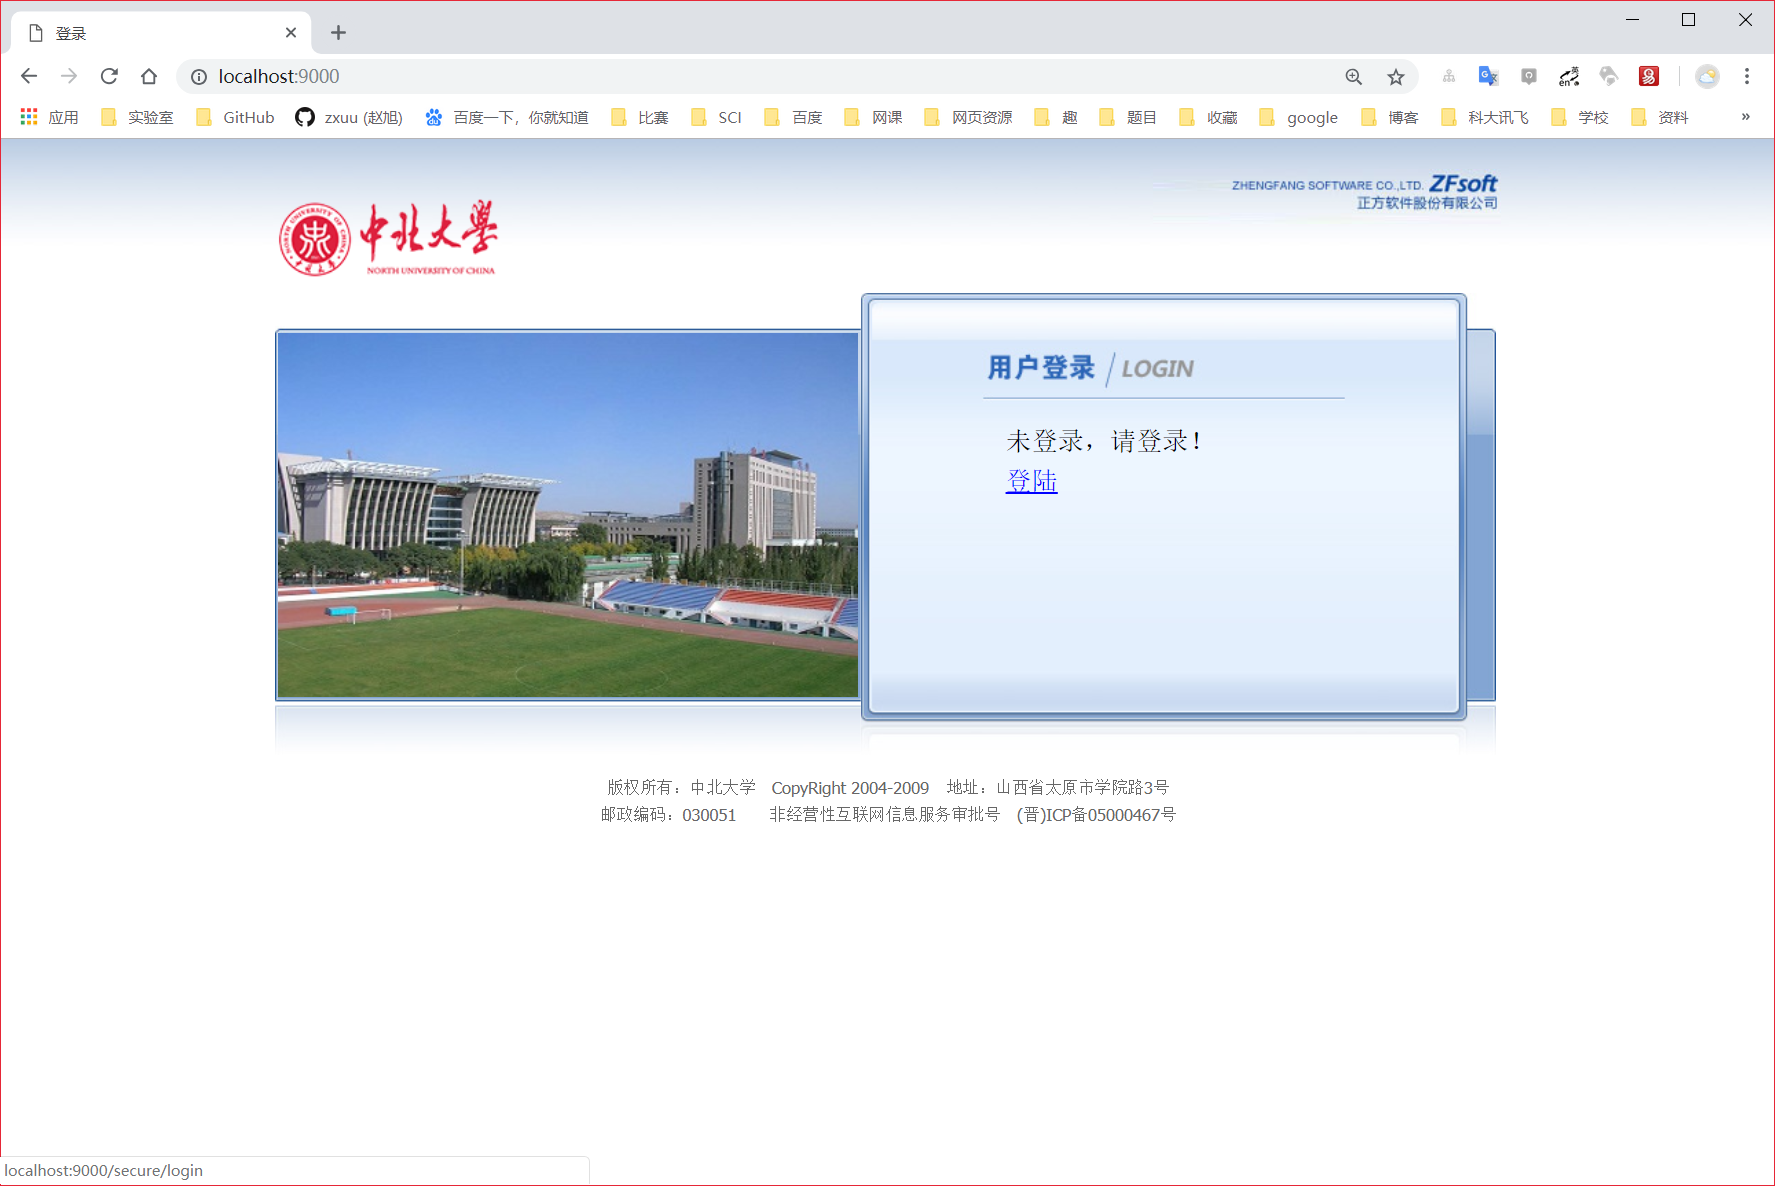 登录
localhost:9000
应用 实验室 GitHub zxuu (赵旭) 百度一下，你就知道 比赛 SCI 百度 网课 网页资源 趣 题目 收藏 google 博客 科大讯飞 学校 资料 »
ZHENGFANG SOFTWARE CO.,LTD. ZFsoft
正方软件股份有限公司
中北大學
NORTH UNIVERSITY OF CHINA
用户登录 / LOGIN
未登录，请登录！
登陆
版权所有：中北大学 CopyRight 2004-2009 地址：山西省太原市学院路3号
邮政编码：030051 非经营性互联网信息服务审批号 (晋)ICP备05000467号
localhost:9000/secure/login